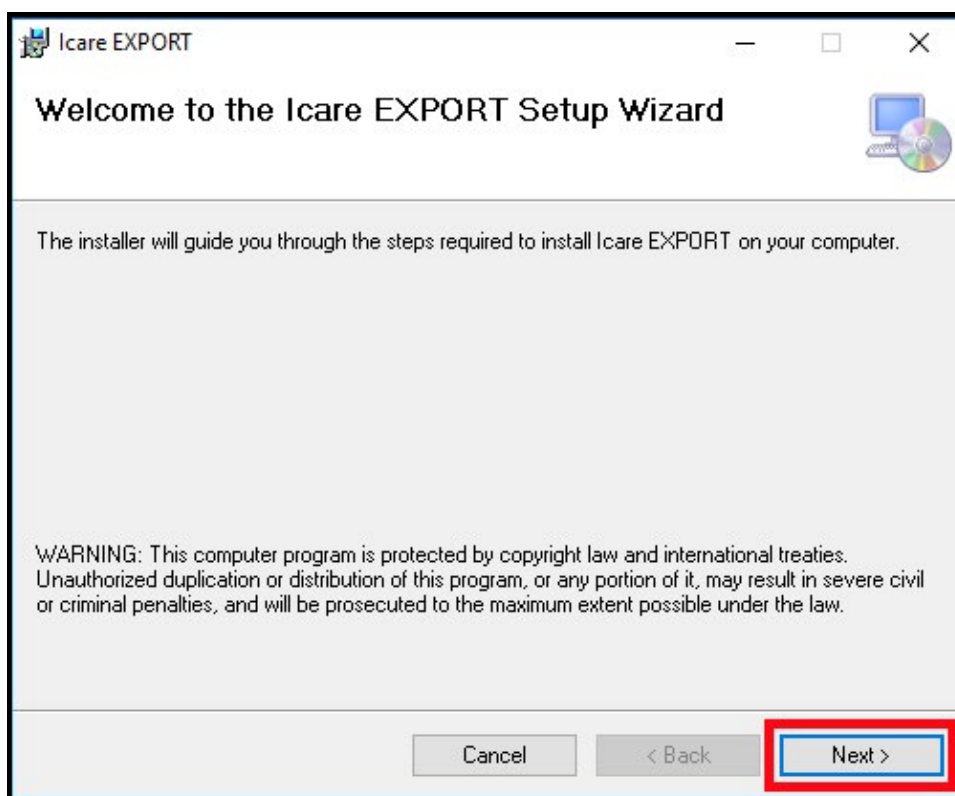 Icare EXPORT
Welcome to the Icare EXPORT Setup Wizard
The installer will guide you through the steps required to install Icare EXPORT on your computer.
WARNING: This computer program is protected by copyright law and international treaties.
Unauthorized duplication or distribution of this program, or any portion of it, may result in severe civil
or criminal penalties, and will be prosecuted to the maximum extent possible under the law.
Cancel < Back Next >